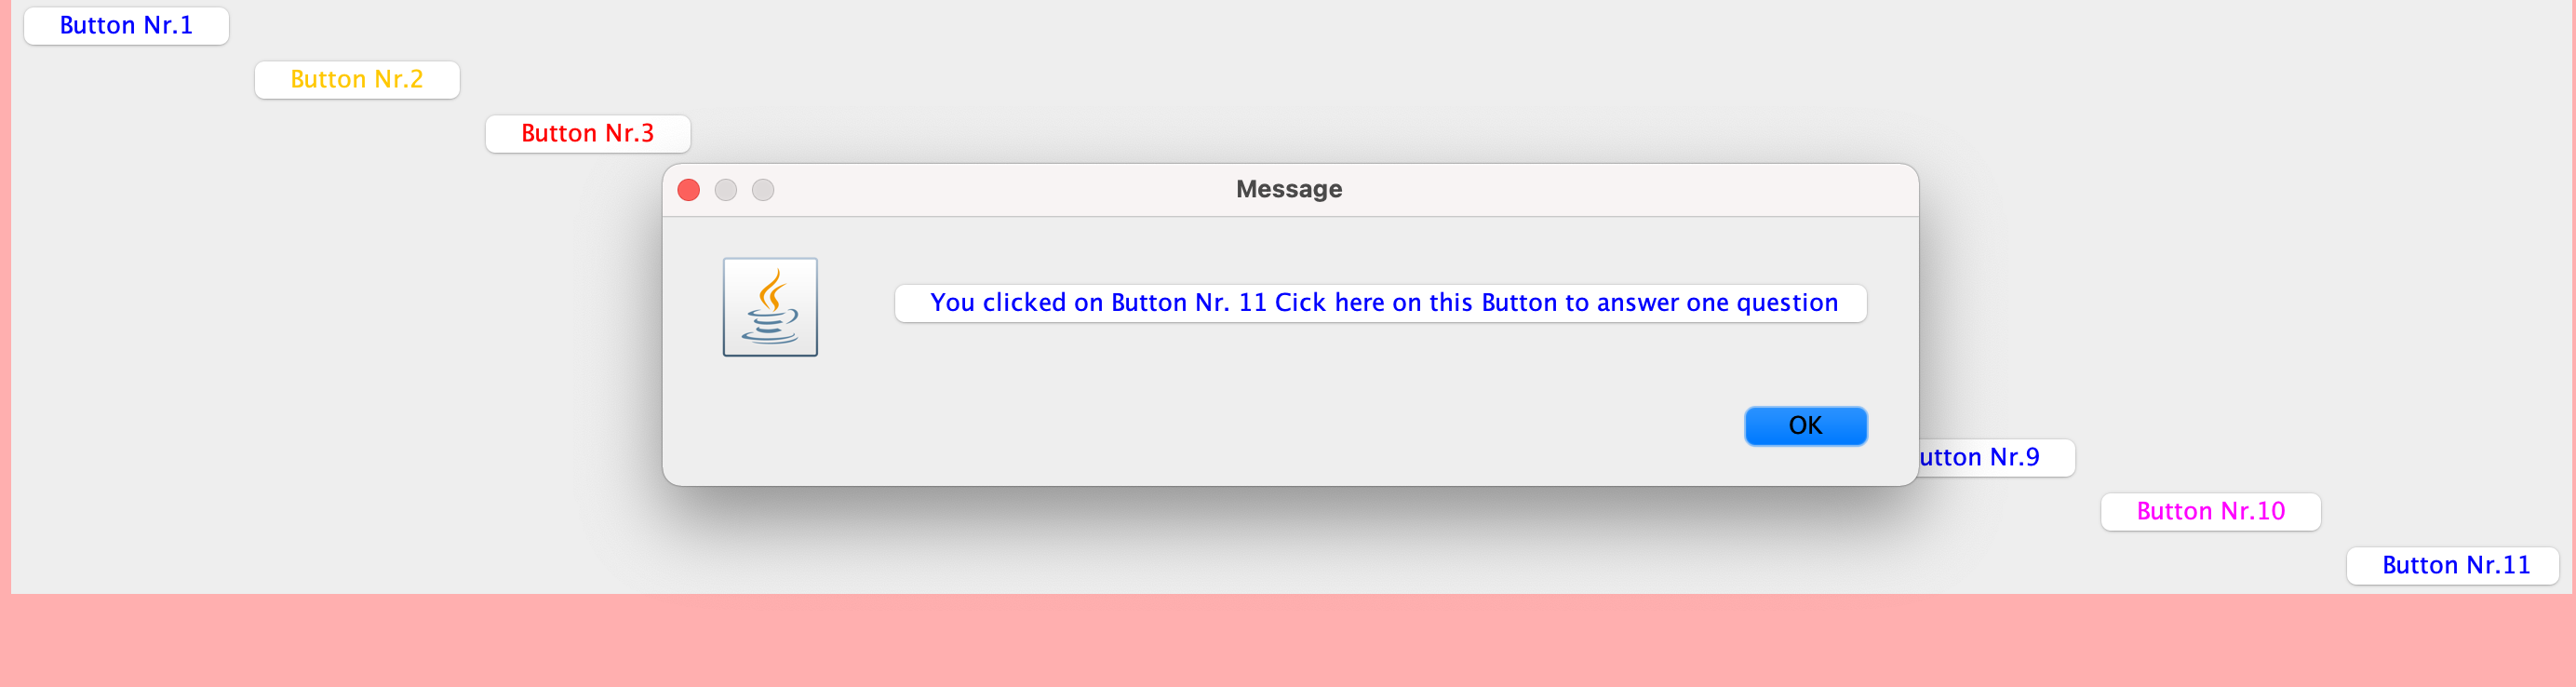 Button Nr.1
Button Nr.2
Button Nr.3
Message
You clicked on Button Nr. 11 Cick here on this Button to answer one question
OK
utton Nr.9
Button Nr.10
Button Nr.11